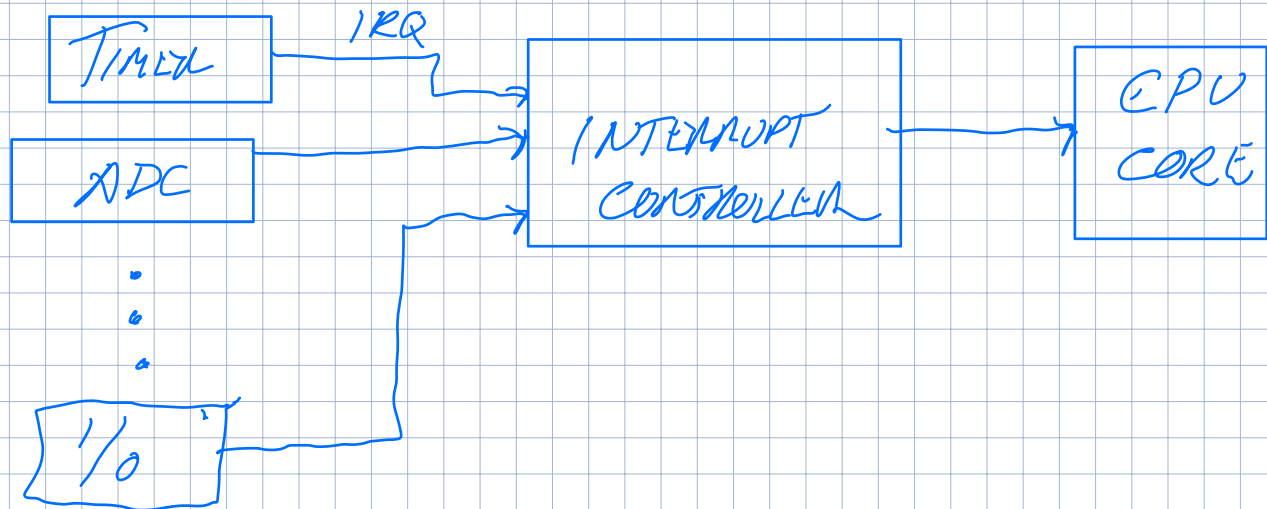 IRQ
TIMER
ADC
INTERRUPT
CONTROLLER
CPU
CORE
I/O